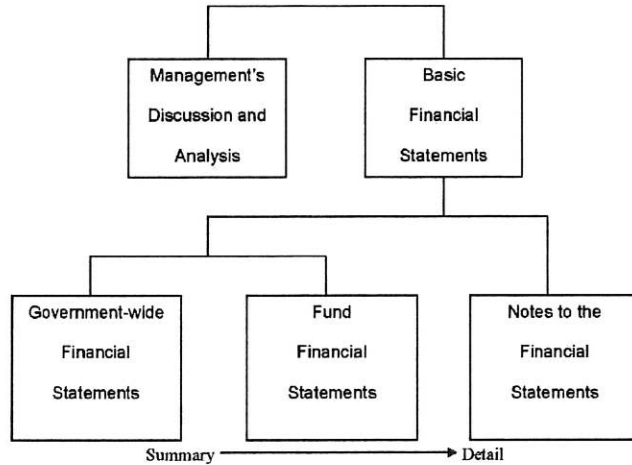 Management's
Discussion and
Analysis
Basic
Financial
Statements
Government-wide
Financial
Statements
Fund
Financial
Statements
Notes to the
Financial
Statements
Summary
Detail